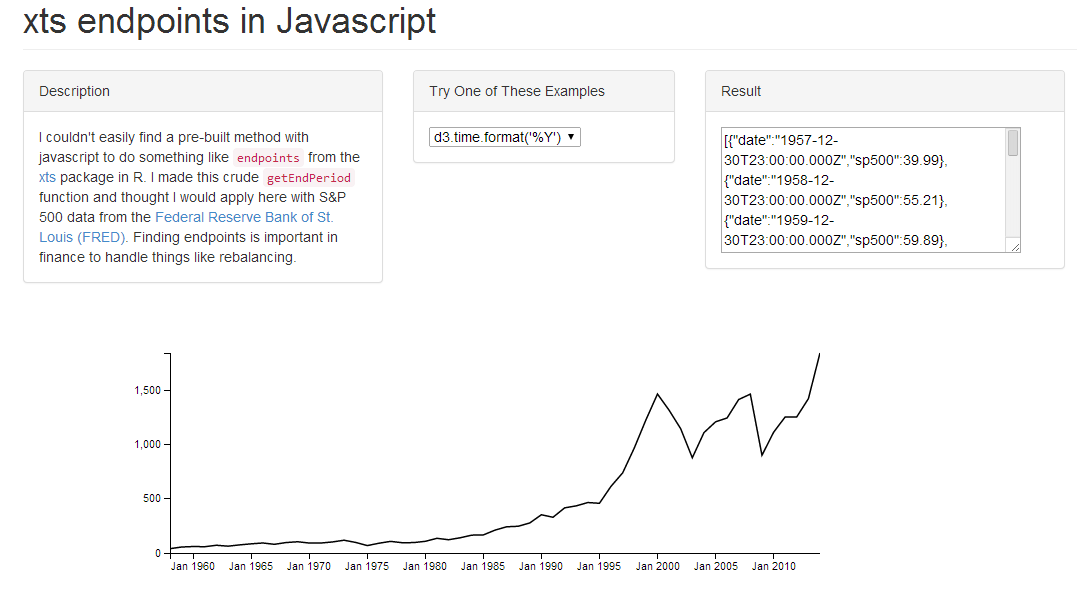 xts endpoints in Javascript
Description
I couldn't easily find a pre-built method with
javascript to do something like endpoints from the
xts package in R. I made this crude getEndPeriod
function and thought I would apply here with S&P
500 data from the Federal Reserve Bank of St.
Louis (FRED). Finding endpoints is important in
finance to handle things like rebalancing.
Try One of These Examples
d3.time.format('%Y')
Result
[{"date":"1957-12-
30T23:00:00.000Z","sp500":39.99},
{"date":"1958-12-
30T23:00:00.000Z","sp500":55.21},
{"date":"1959-12-
30T23:00:00.000Z","sp500":59.89},
1,500
1,000
500
0
Jan 1960 Jan 1965 Jan 1970 Jan 1975 Jan 1980 Jan 1985 Jan 1990 Jan 1995 Jan 2000 Jan 2005 Jan 2010